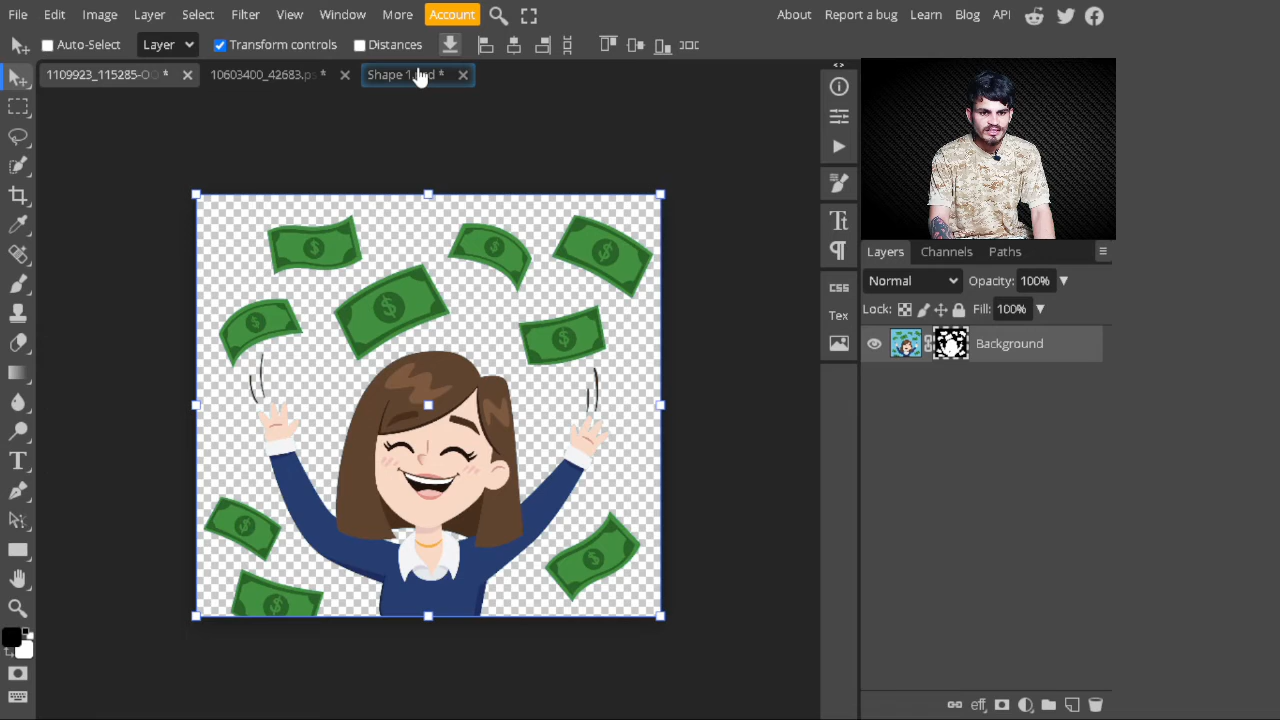 File Edit Image Layer Select Filter View Window More Account About Report a bug Learn Blog API
Auto-Select Layer Transform controls Distances
1109923_115285- * 10603400_42683.ps * Shape 1 *
CSS
Tex
Layers Channels Paths
Normal Opacity: 100%
Lock: Fill: 100%
Background
eff